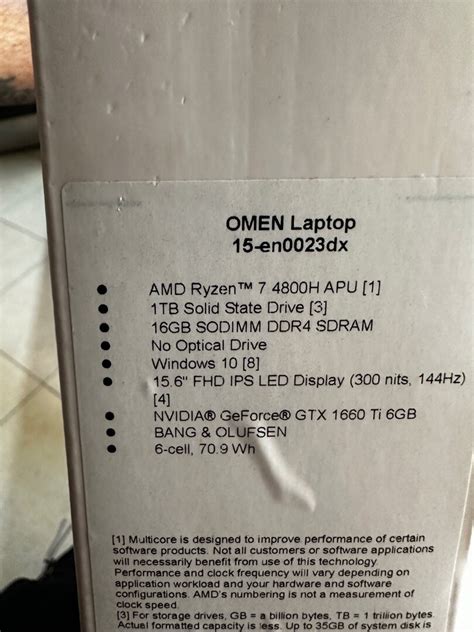 OMEN Laptop
15-en0023dx
• AMD Ryzen™ 7 4800H APU [1]
• 1TB Solid State Drive [3]
• 16GB SODIMM DDR4 SDRAM
• No Optical Drive
• Windows 10 [8]
• 15.6" FHD IPS LED Display (300 nits, 144Hz)
[4]
• NVIDIA® GeForce® GTX 1660 Ti 6GB
• BANG & OLUFSEN
• 6-cell, 70.9 Wh
[1] Multicore is designed to improve performance of certain
software products. Not all customers or software applications
will necessarily benefit from use of this technology.
Performance and clock frequency will vary depending on
application workload and your hardware and software
configurations. AMD's numbering is not a measurement of
clock speed.
[3] For storage drives, GB = a billion bytes, TB = 1 trillion bytes.
Actual formatted capacity is less. Up to 35GB of system disk is